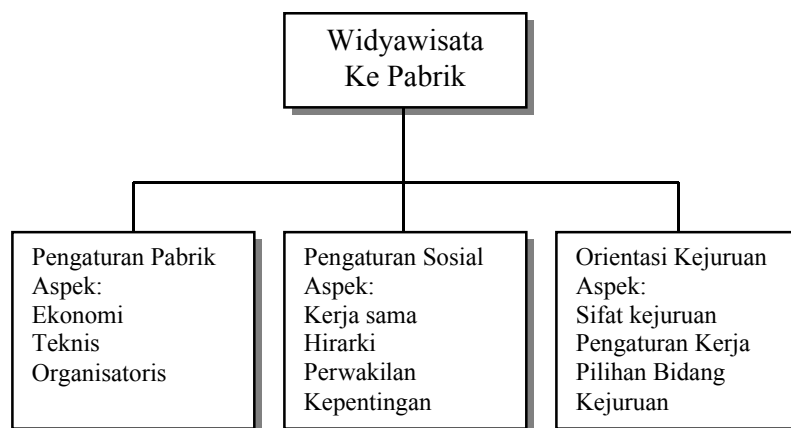 Widyawisata
Ke Pabrik
Pengaturan Pabrik
Aspek:
Ekonomi
Teknis
Organisatoris
Pengaturan Sosial
Aspek:
Kerja sama
Hirarki
Perwakilan
Kepentingan
Orientasi Kejuruan
Aspek:
Sifat kejuruan
Pengaturan Kerja
Pilihan Bidang
Kejuruan